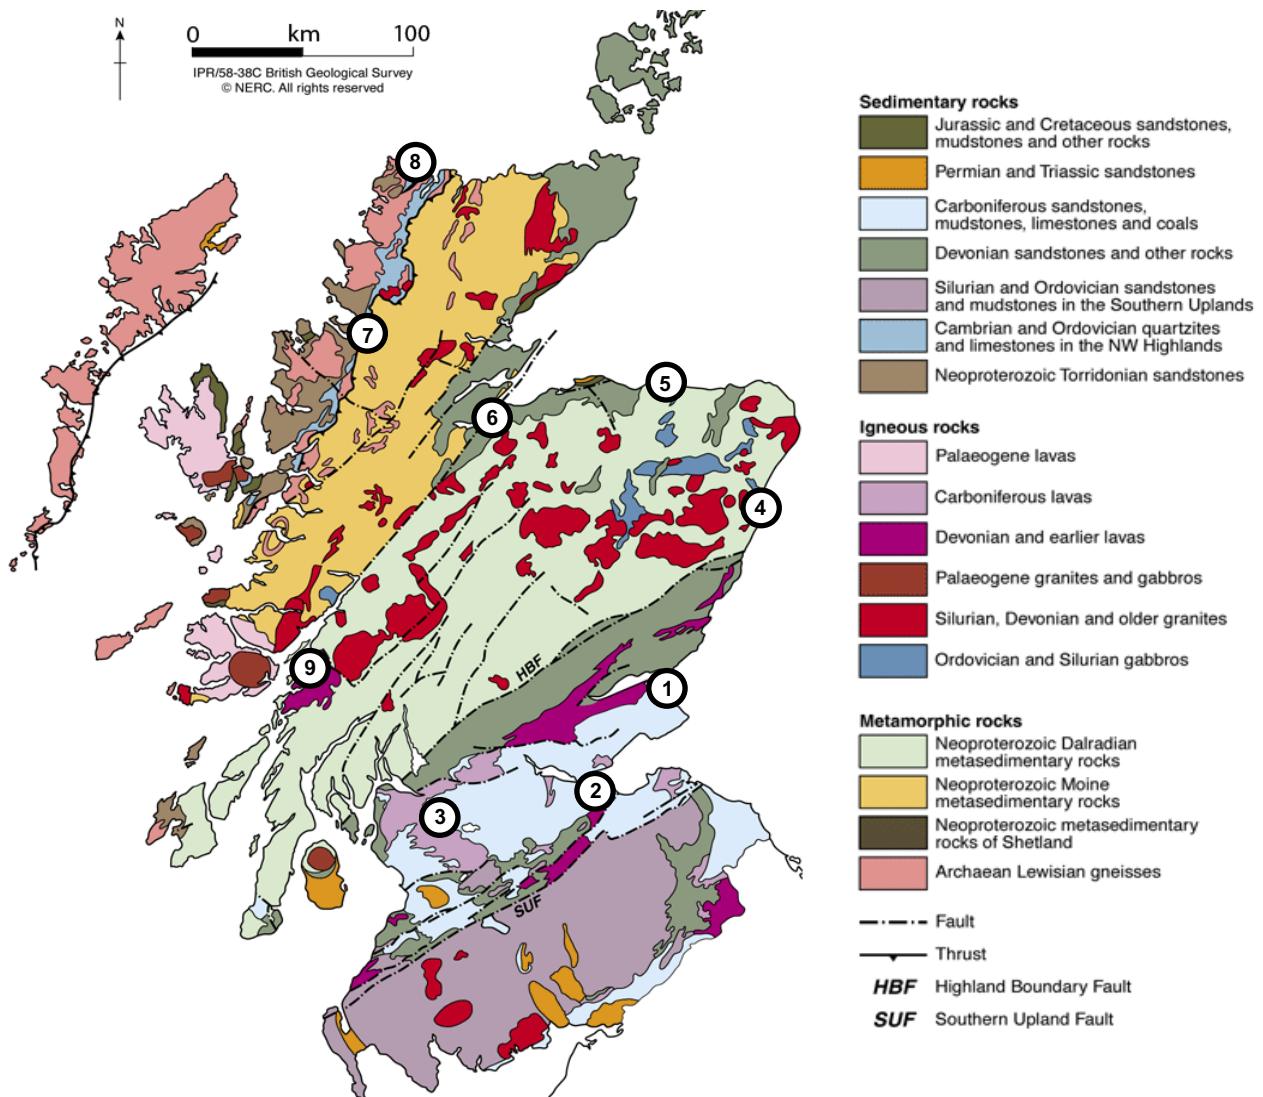 N
0 km 100
IPR/58-38C British Geological Survey
© NERC. All rights reserved
8
7
5
6
4
HBF
9
1
2
3
SUF
Sedimentary rocks
Jurassic and Cretaceous sandstones,
mudstones and other rocks
Permian and Triassic sandstones
Carboniferous sandstones,
mudstones, limestones and coals
Devonian sandstones and other rocks
Silurian and Ordovician sandstones
and mudstones in the Southern Uplands
Cambrian and Ordovician quartzites
and limestones in the NW Highlands
Neoproterozoic Torridonian sandstones
Igneous rocks
Palaeogene lavas
Carboniferous lavas
Devonian and earlier lavas
Palaeogene granites and gabbros
Silurian, Devonian and older granites
Ordovician and Silurian gabbros
Metamorphic rocks
Neoproterozoic Dalradian
metasedimentary rocks
Neoproterozoic Moine
metasedimentary rocks
Neoproterozoic metasedimentary
rocks of Shetland
Archaean Lewisian gneisses
Fault
Thrust
HBF Highland Boundary Fault
SUF Southern Upland Fault